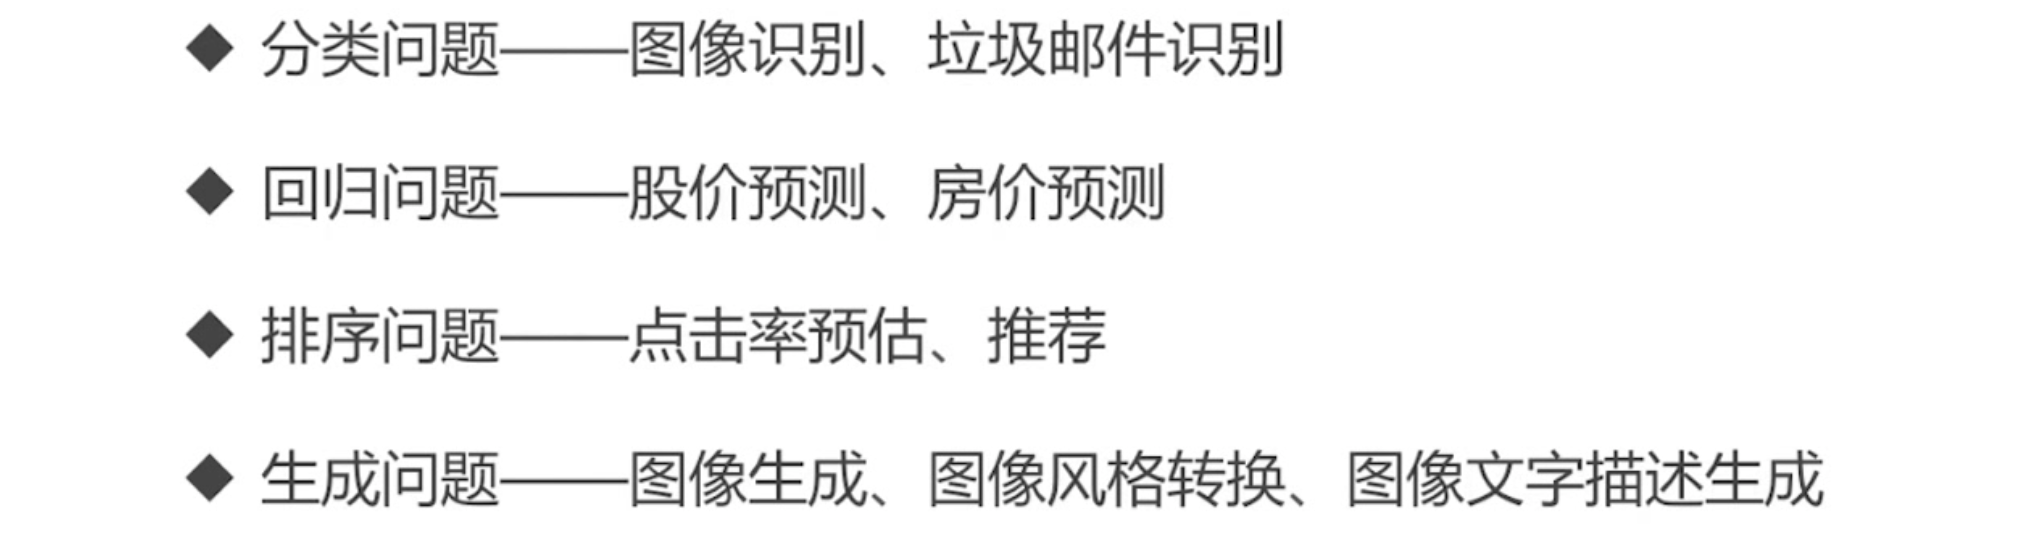 ◆ 分类问题——图像识别、垃圾邮件识别
◆ 回归问题——股价预测、房价预测
◆ 排序问题——点击率预估、推荐
◆ 生成问题——图像生成、图像风格转换、图像文字描述生成